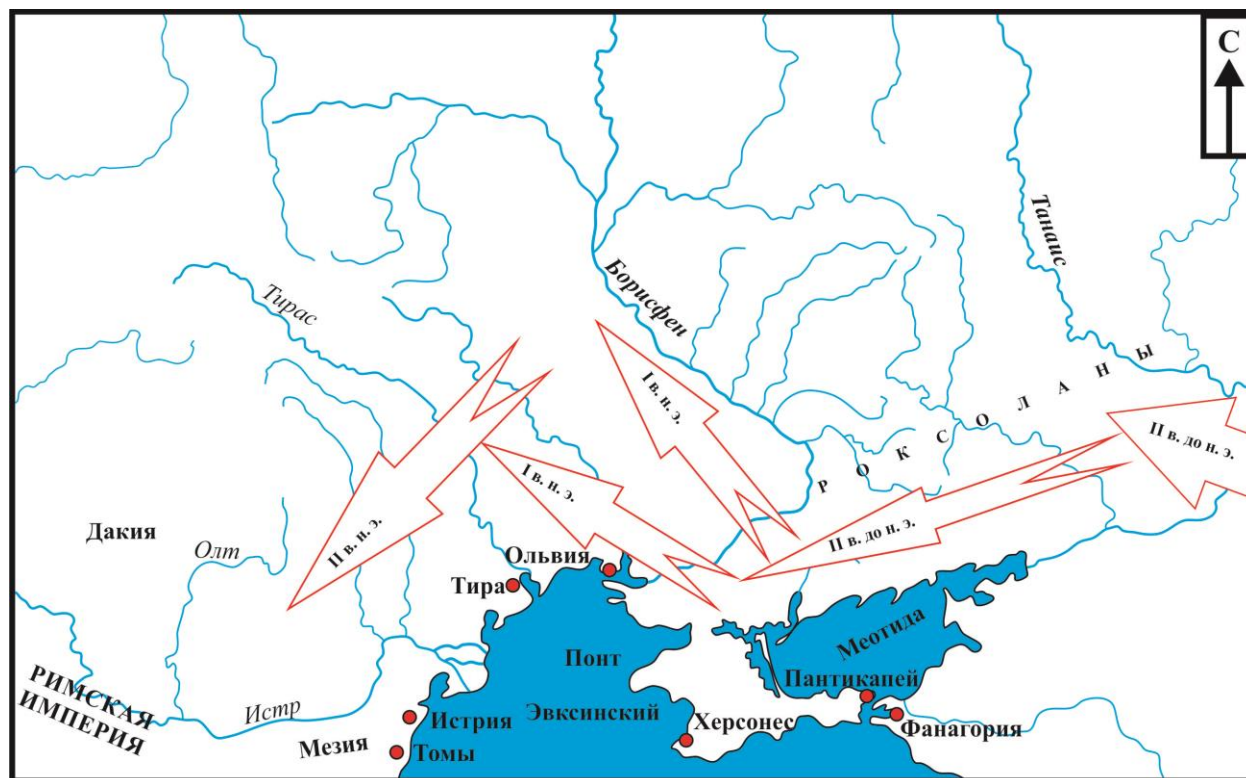 С
Танаис
Борисфен
Тирас
РОКСОЛАНЫ
II в. до н. э.
I в. н. э.
I в. н. э.
II в. до н. э.
II в. н. э.
Дакия
Олт
Ольвия
Тира
Меотида
Понт
Эвксинский
Пантикапей
РИМСКАЯ
ИМПЕРИЯ
Истр
Мезия
Истрия
Томы
Херсонес
Фанагория